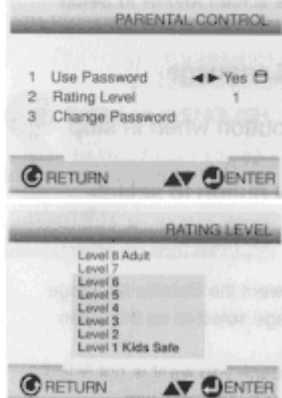 PARENTAL CONTROL
1 Use Password ◄► Yes
2 Rating Level 1
3 Change Password
RETURN ▲▼ ENTER
RATING LEVEL
Level 8 Adult
Level 7
Level 6
Level 5
Level 4
Level 3
Level 2
Level 1 Kids Safe
RETURN ▲▼ ENTER